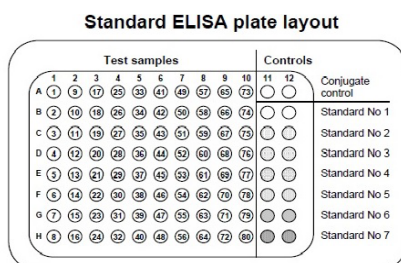 Standard ELISA plate layout
Test samples Controls
1 2 3 4 5 6 7 8 9 10 11 12
A 1 9 17 25 33 41 49 57 65 73 Conjugate control
B 2 10 18 26 34 42 50 58 66 74 Standard No 1
C 3 11 19 27 35 43 51 59 67 75 Standard No 2
D 4 12 20 28 36 44 52 60 68 76 Standard No 3
E 5 13 21 29 37 45 53 61 69 77 Standard No 4
F 6 14 22 30 38 46 54 62 70 78 Standard No 5
G 7 15 23 31 39 47 55 63 71 79 Standard No 6
H 8 16 24 32 40 48 56 64 72 80 Standard No 7